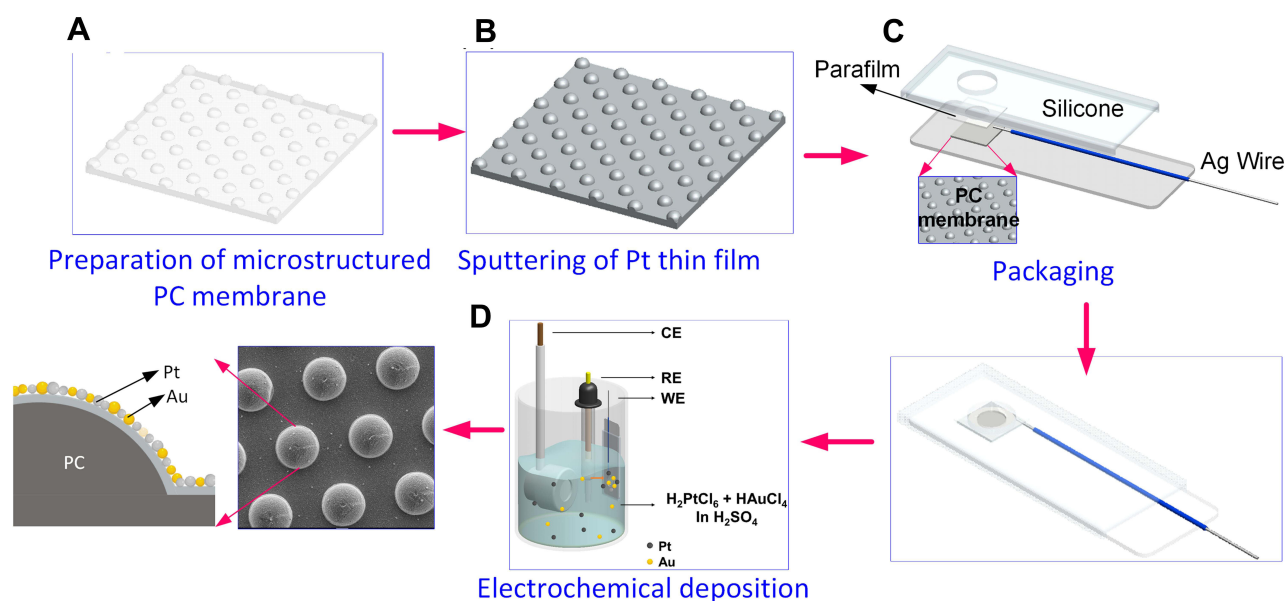 A
Preparation of microstructured
PC membrane
B
Sputtering of Pt thin film
C
Parafilm
Silicone
Ag Wire
PC
membrane
Packaging
D
CE
RE
WE
H₂PtCl₆ + HAuCl₄
In H₂SO₄
Pt
Au
Electrochemical deposition
Pt
Au
PC